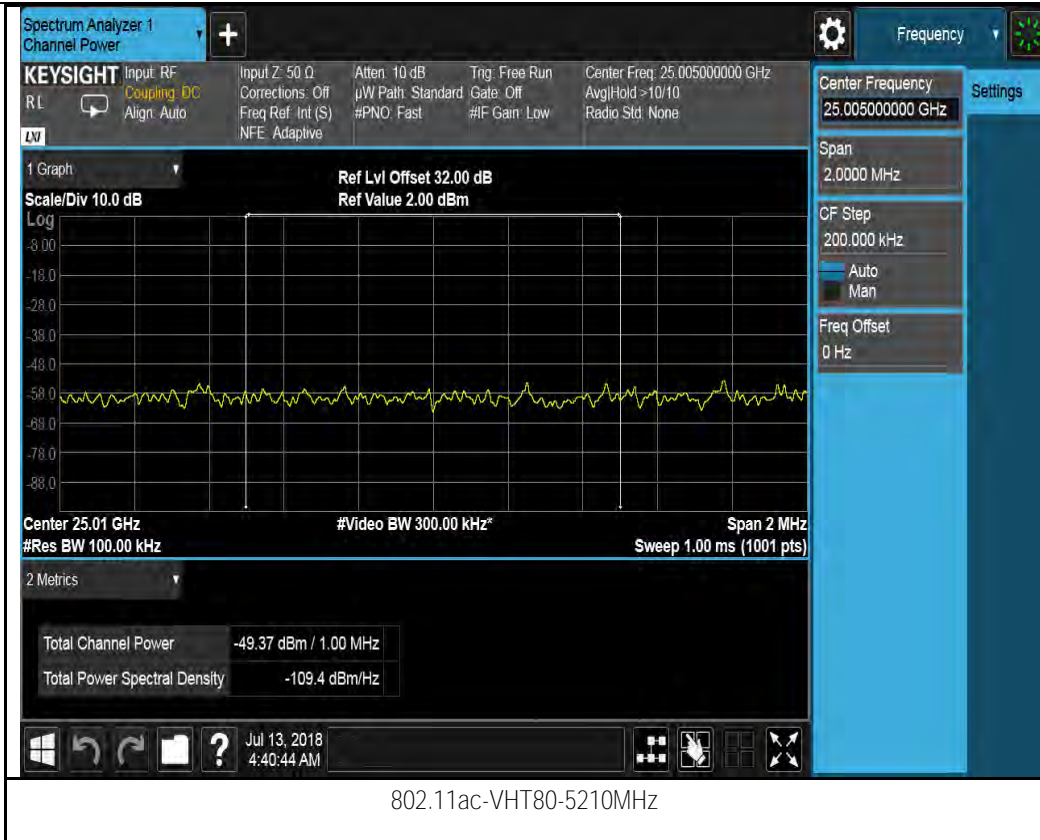 Spectrum Analyzer 1
Channel Power
+
Frequency
KEYSIGHT
RL
LXI
Input: RF
Coupling: DC
Align: Auto
Input Z: 50 Ω
Corrections: Off
Freq Ref: Int (S)
NFE: Adaptive
Atten: 10 dB
µW Path: Standard
#PNO: Fast
Trig: Free Run
Gate: Off
#IF Gain: Low
Center Freq: 25.005000000 GHz
Avg|Hold >10/10
Radio Std: None
Center Frequency
25.005000000 GHz
Settings
Span
2.0000 MHz
CF Step
200.000 kHz
Auto
Man
Freq Offset
0 Hz
1 Graph
Scale/Div 10.0 dB
Ref Lvl Offset 32.00 dB
Ref Value 2.00 dBm
Log
-8.00
-18.0
-28.0
-38.0
-48.0
-58.0
-68.0
-78.0
-88.0
Center 25.01 GHz
#Video BW 300.00 kHz*
Span 2 MHz
#Res BW 100.00 kHz
Sweep 1.00 ms (1001 pts)
2 Metrics
Total Channel Power -49.37 dBm / 1.00 MHz
Total Power Spectral Density -109.4 dBm/Hz
?
Jul 13, 2018
4:40:44 AM
802.11ac-VHT80-5210MHz